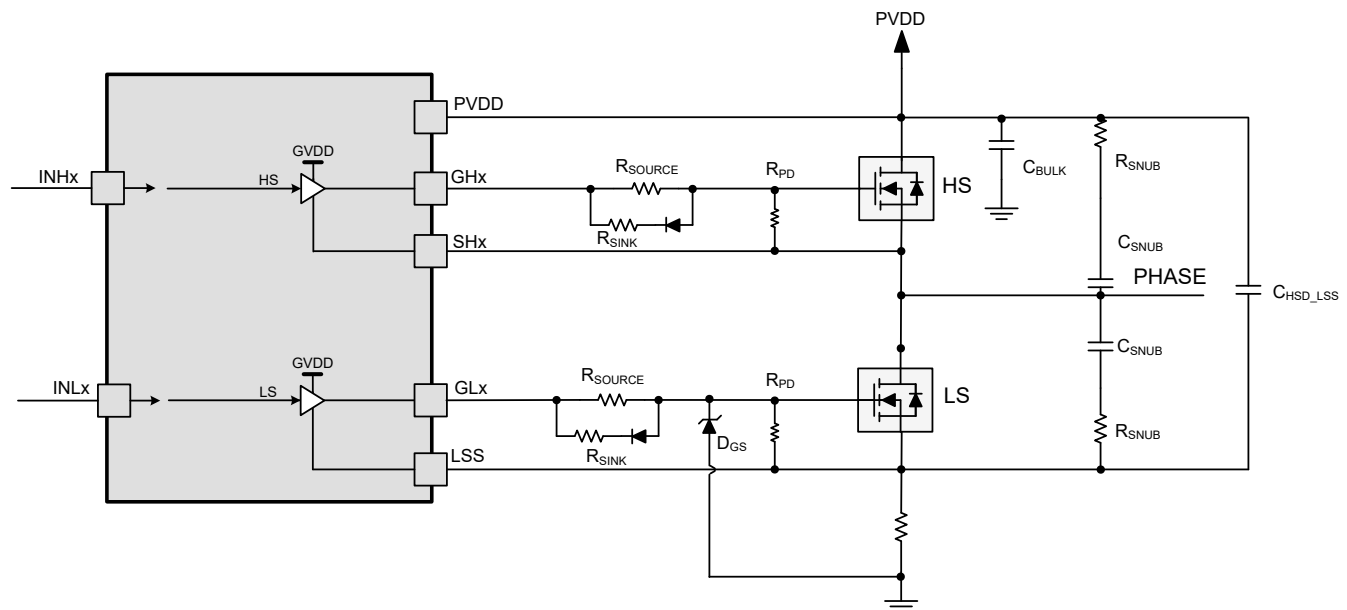 PVDD
PVDD
GVDD
INHx
HS
GHx
RSOURCE
RPD
HS
CBULK
RSNUB
RSINK
SHx
CSNUB
PHASE
CHSD_LSS
CSNUB
GVDD
INLx
LS
GLx
RSOURCE
RPD
LS
RSNUB
DGS
RSINK
LSS